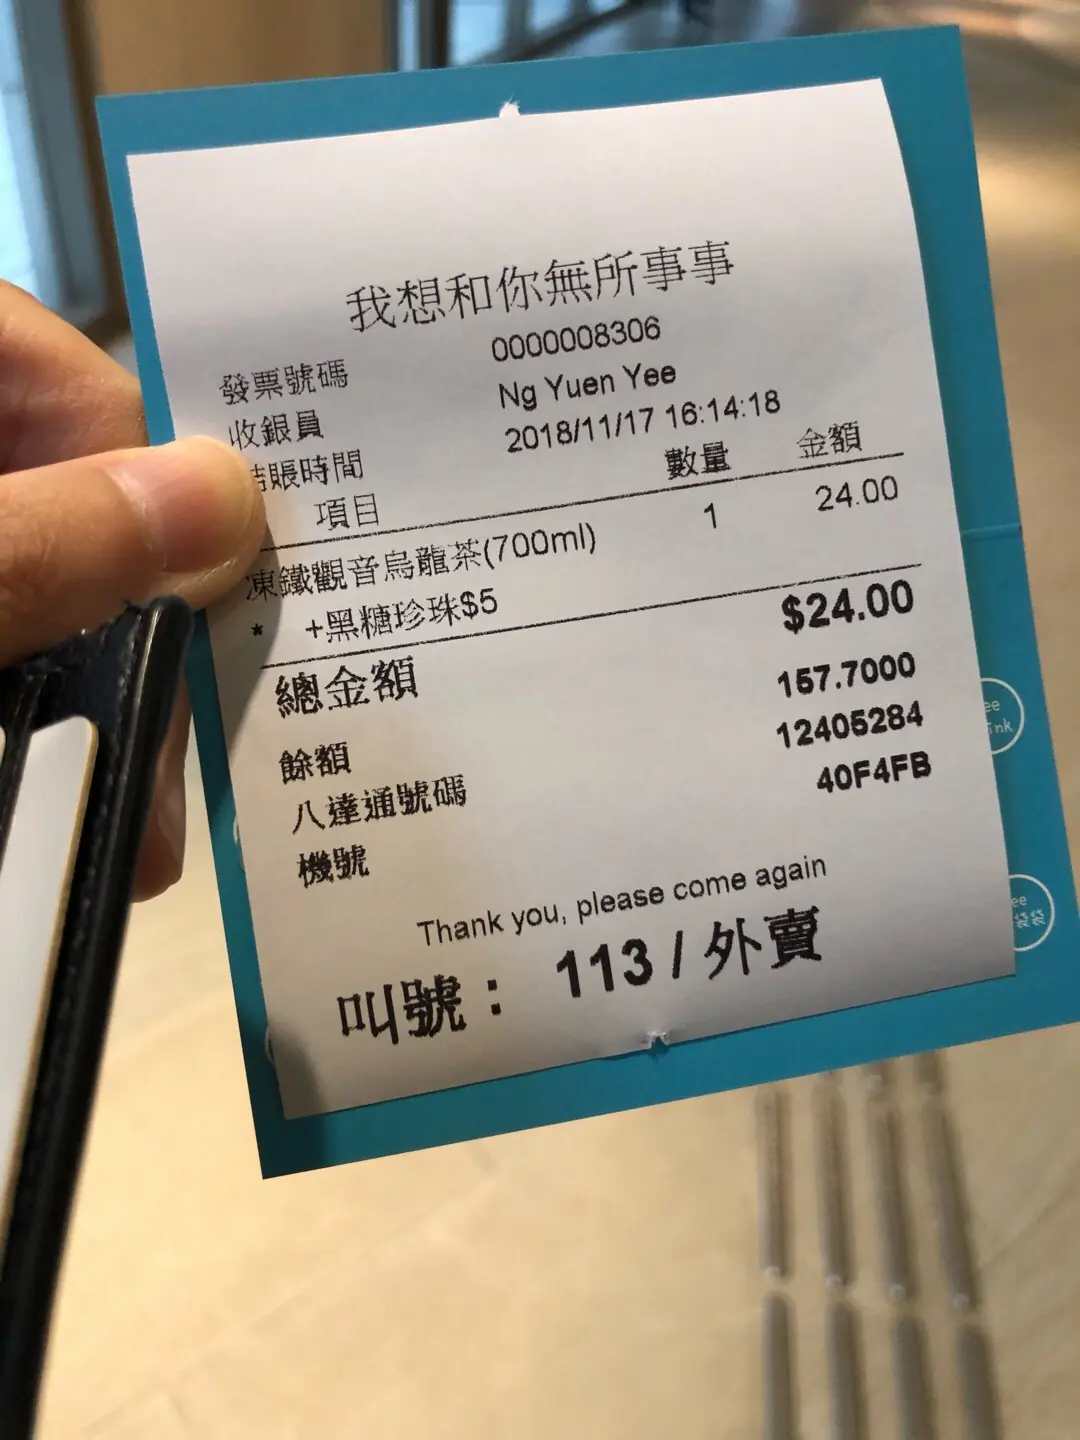 我想和你無所事事
發票號碼 0000008306
收銀員 Ng Yuen Yee
結賬時間 2018/11/17 16:14:18
項目 數量 金額
凍鐵觀音烏龍茶(700ml) 1 24.00
* +黑糖珍珠$5
總金額 $24.00
餘額 157.7000
八達通號碼 12405284
機號 40F4FB
Thank you, please come again
叫號： 113 / 外賣